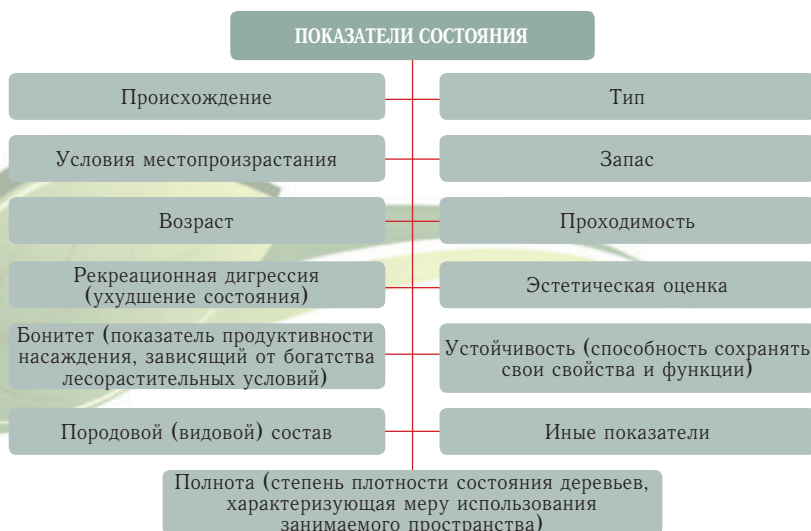 ПОКАЗАТЕЛИ СОСТОЯНИЯ
Происхождение
Тип
Условия местопроизрастания
Запас
Возраст
Проходимость
Рекреационная дигрессия
(ухудшение состояния)
Эстетическая оценка
Бонитет (показатель продуктивности
насаждения, зависящий от богатства
лесорастительных условий)
Устойчивость (способность сохранять
свои свойства и функции)
Породовой (видовой) состав
Иные показатели
Полнота (степень плотности состояния деревьев,
характеризующая меру использования
занимаемого пространства)